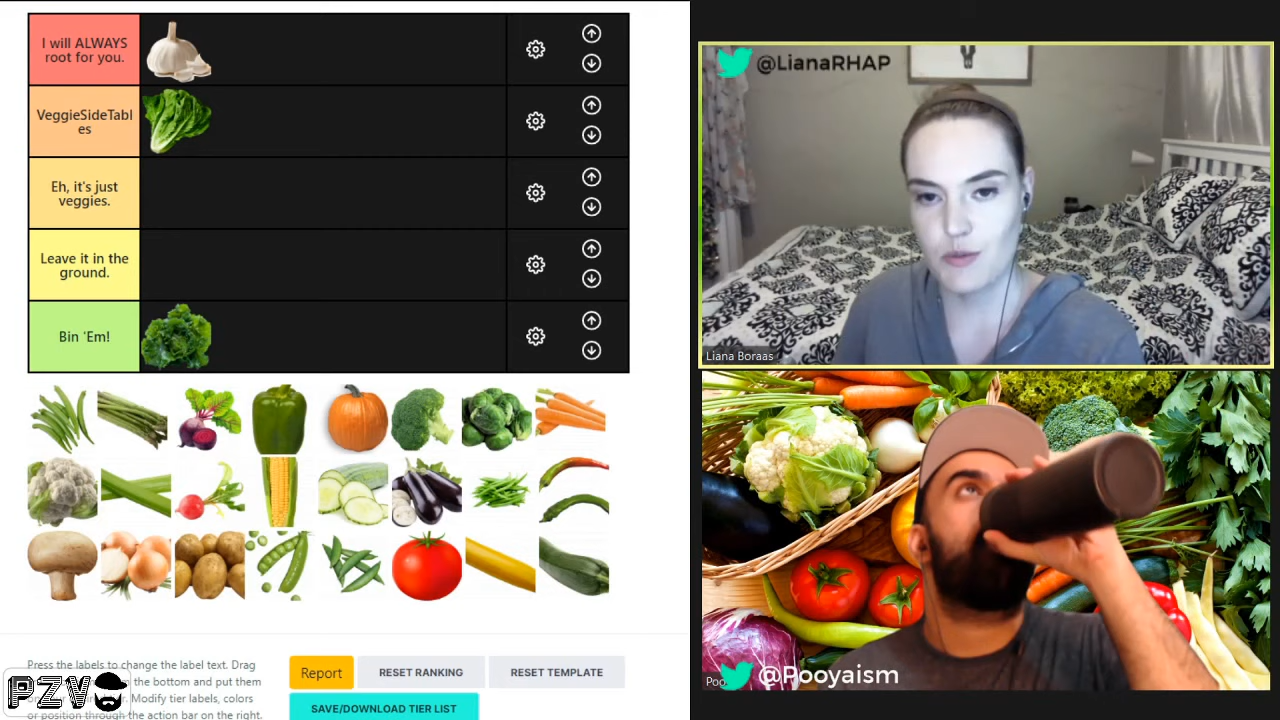 I will ALWAYS
root for you.
VeggieSideTabl
es
Eh, it's just
veggies.
Leave it in the
ground.
Bin 'Em!
Press the labels to change the label text. Drag
the bottom and put them
Modify tier labels, colors
or position through the action bar on the right.
PZV
Report
RESET RANKING
RESET TEMPLATE
SAVE/DOWNLOAD TIER LIST
@LianaRHAP
Liana Boraas
Poo
@Pooyaism